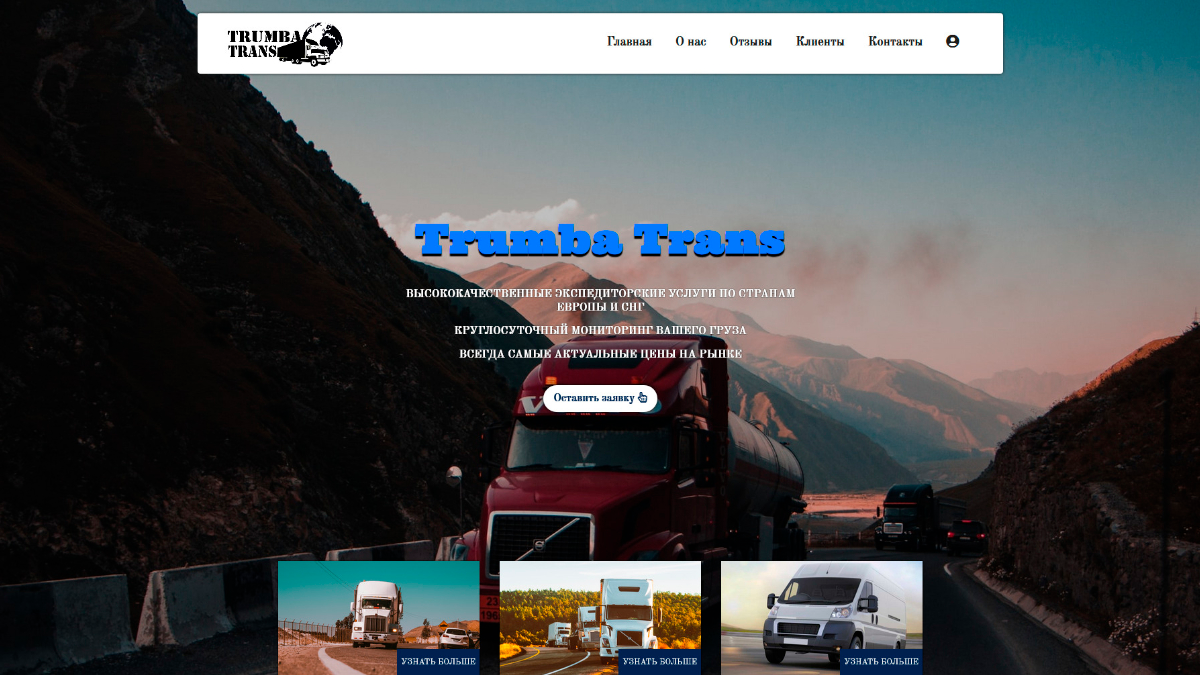 TRUMBA
TRANS
Главная
О нас
Отзывы
Клиенты
Контакты
Trumba Trans
ВЫСОКОКАЧЕСТВЕННЫЕ ЭКСПЕДИТОРСКИЕ УСЛУГИ ПО СТРАНАМ
ЕВРОПЫ И СНГ
КРУГЛОСУТОЧНЫЙ МОНИТОРИНГ ВАШЕГО ГРУЗА
ВСЕГДА САМЫЕ АКТУАЛЬНЫЕ ЦЕНЫ НА РЫНКЕ
Оставить заявку
УЗНАТЬ БОЛЬШЕ
УЗНАТЬ БОЛЬШЕ
УЗНАТЬ БОЛЬШЕ